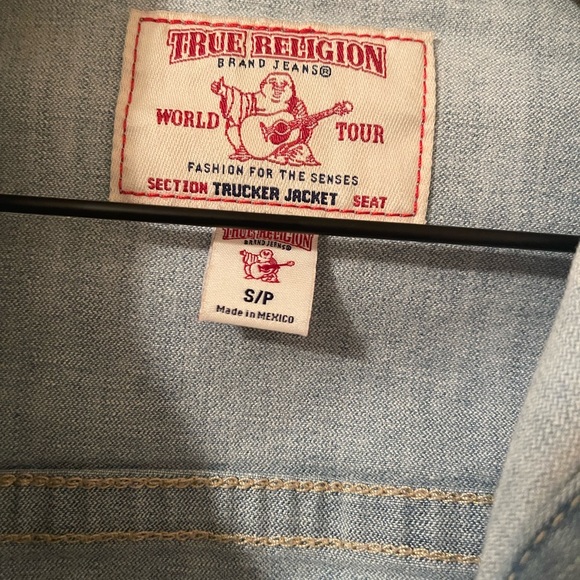 TRUE RELIGION
BRAND JEANS®
WORLD TOUR
FASHION FOR THE SENSES
SECTION TRUCKER JACKET SEAT
TRUE RELIGION
BRAND JEANS®
S/P
Made in MEXICO